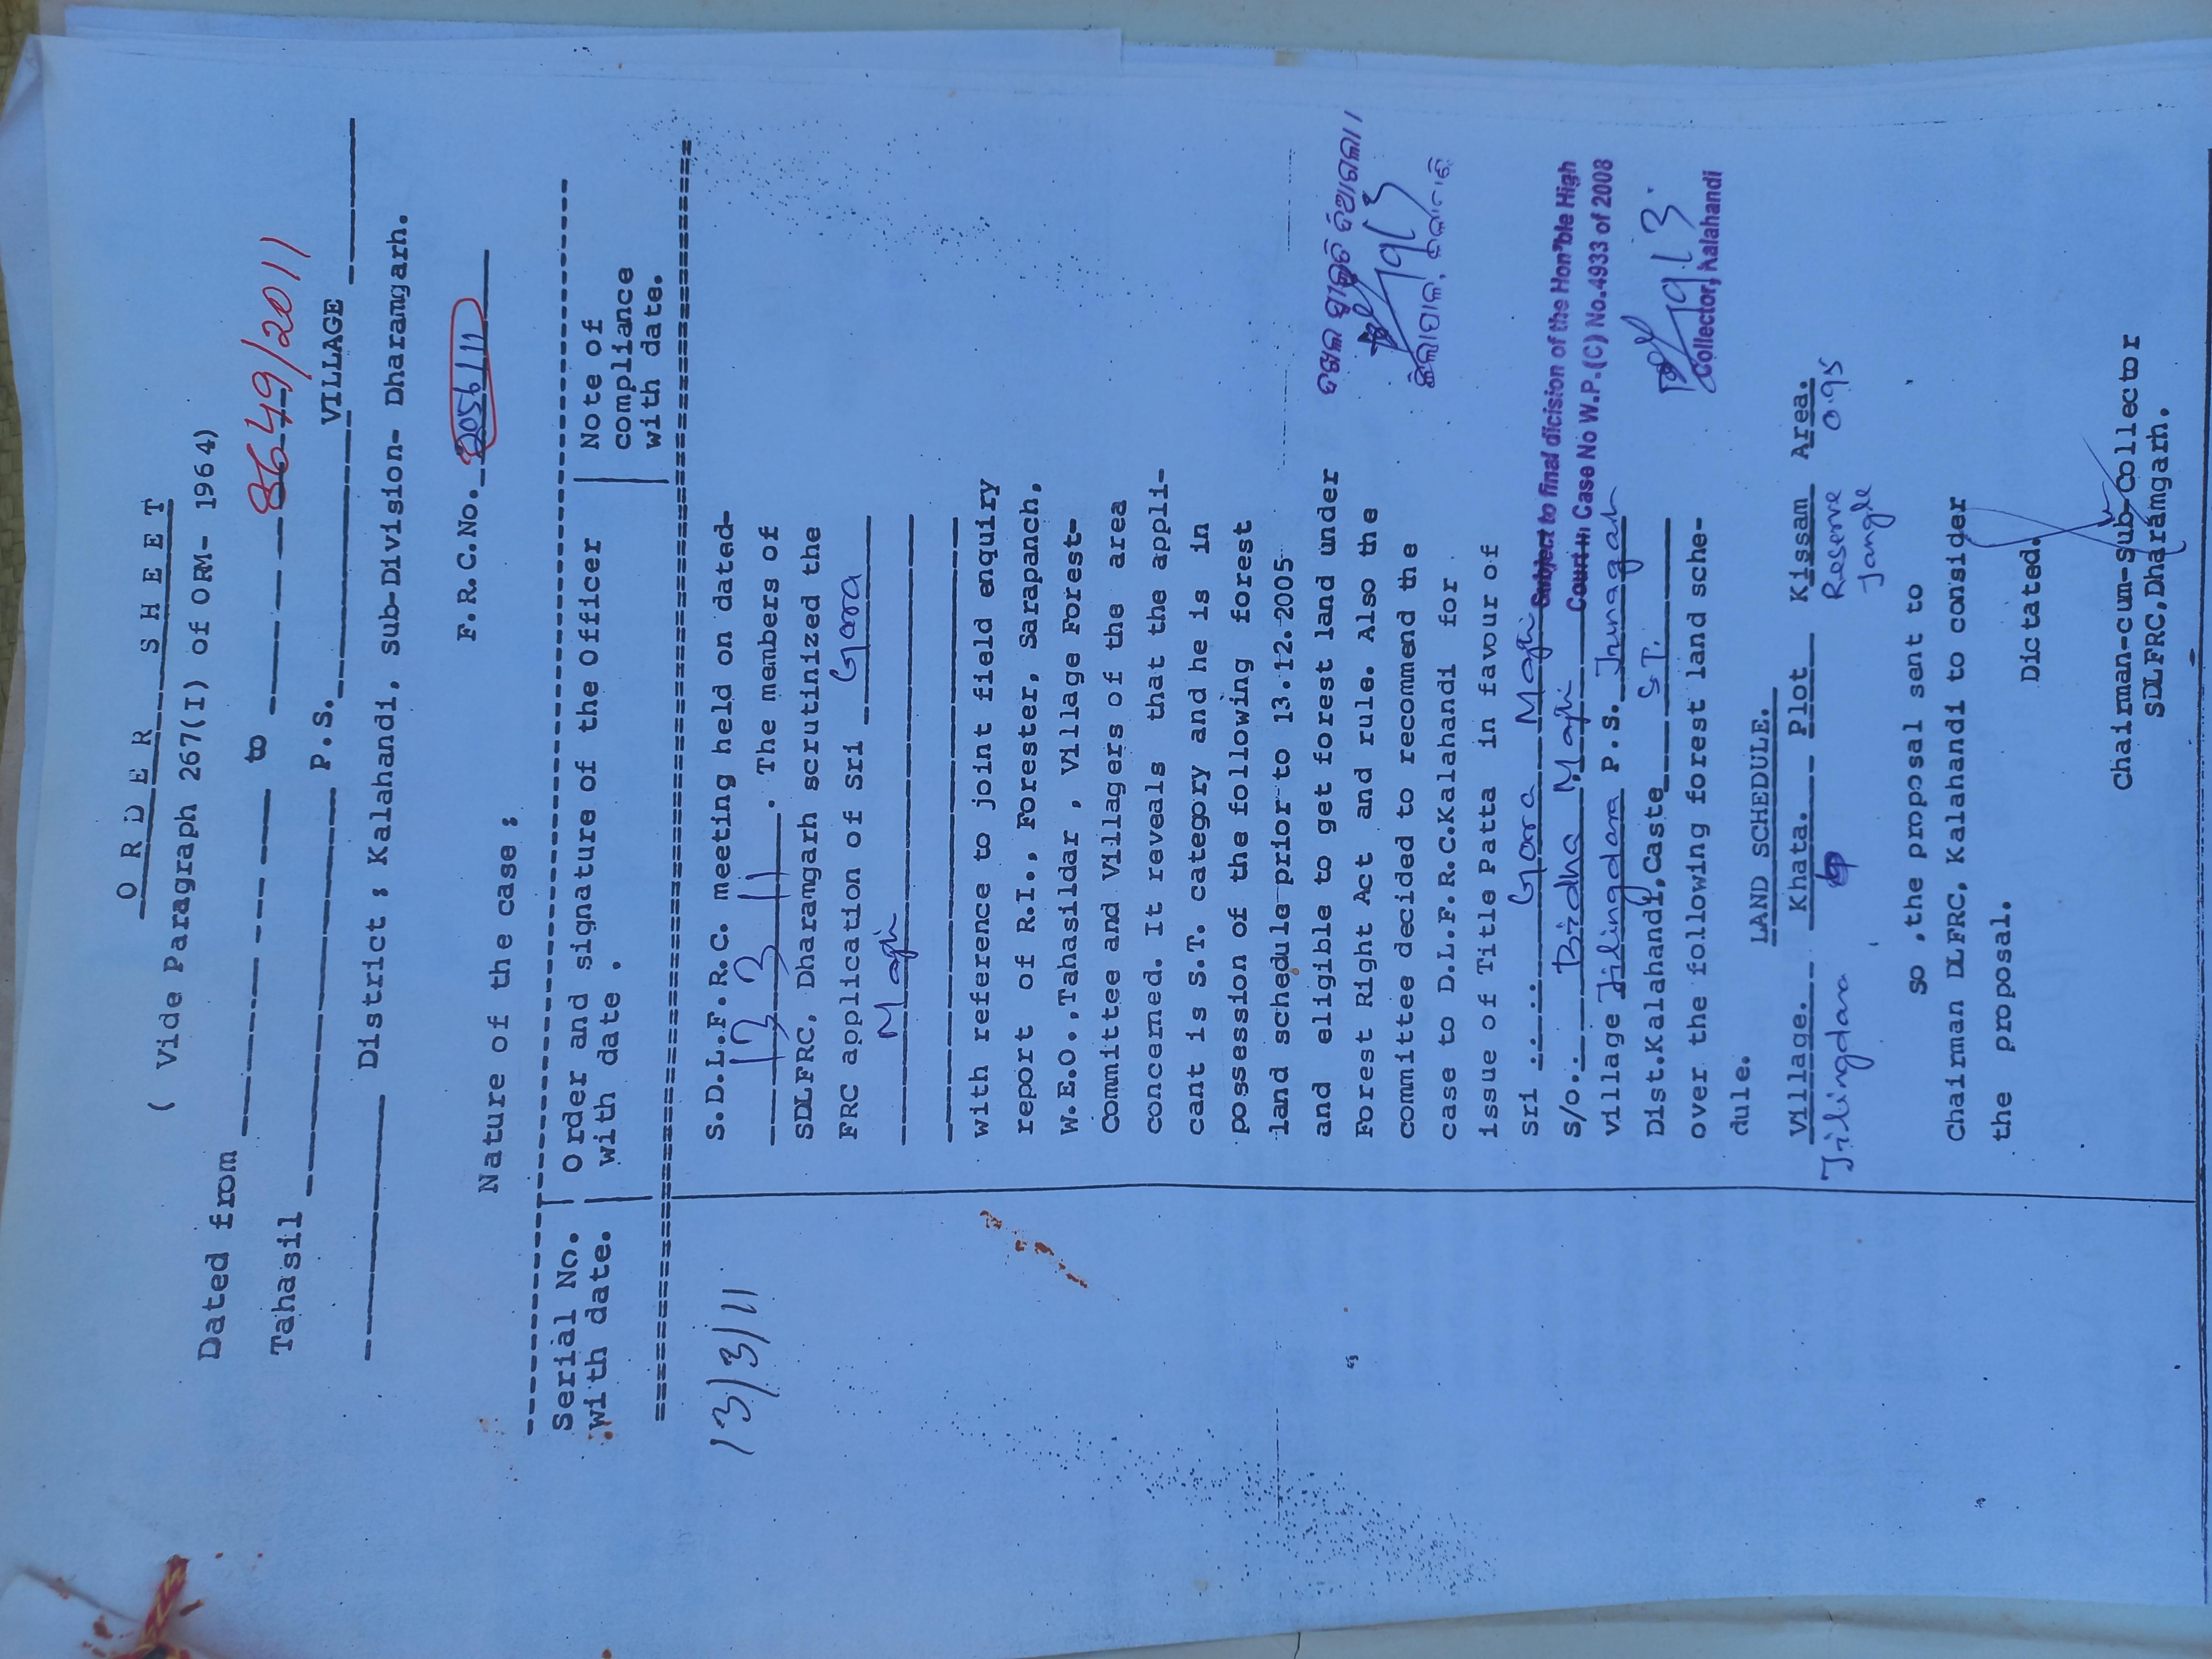 O R D E R   S H E E T
( Vide Paragraph 267(I) of ORM- 1964)
Dated from __________ to __________ 8649/2011
Tahasil __________ P.S. __________ VILLAGE ______
__________ District : Kalahandi, Sub-Division- Dharamgarh.
F.R.C.No. 2056/11
Nature of the case :
Serial No. | Order and signature of the Officer | Note of
with date. | with date . | compliance
with date.
13/3/11
S.D.L.F.R.C. meeting held on dated-
13 3 11 . The members of
SDLFRC, Dharamgarh scrutinized the
FRC application of Sri Gora
Majhi
with reference to joint field enquiry
report of R.I., Forester, Sarapanch,
W.E.O.,Tahasildar , Village Forest-
Committee and Villagers of the area
concerned. It reveals that the appli-
cant is S.T. category and he is in
possession of the following forest
land schedule prior to 13.12.2005
and eligible to get forest land under
Forest Right Act and rule. Also the
committee decided to recommend the
case to D.L.F.R.C.Kalahandi for
issue of Title Patta in favour of
Sri Gora Majhi
S/o. Birdha Majhi
village Jilingdara P.S. Junagarh
Dist.Kalahandi,Caste S.T.
over the following forest land sche-
dule.
ଦଖଲ ସ୍ୱୀକୃତି ଦିଆଗଲା ।
ଜିଲ୍ଲାପାଳ, କଳାହାଣ୍ଡି
Subject to final dicision of the Hon'ble High
Court in Case No W.P.(C) No.4933 of 2008
Collector, Kalahandi
LAND SCHEDULE.
Village. Khata. Plot Kissam Area.
Jilingdara Reserve 0.95
Jangle
So ,the proposal sent to
Chairman DLFRC, Kalahandi to consider
the proposal.
Dictated.
Chairman-cum-Sub-Collector
SDLFRC,Dharamgarh.